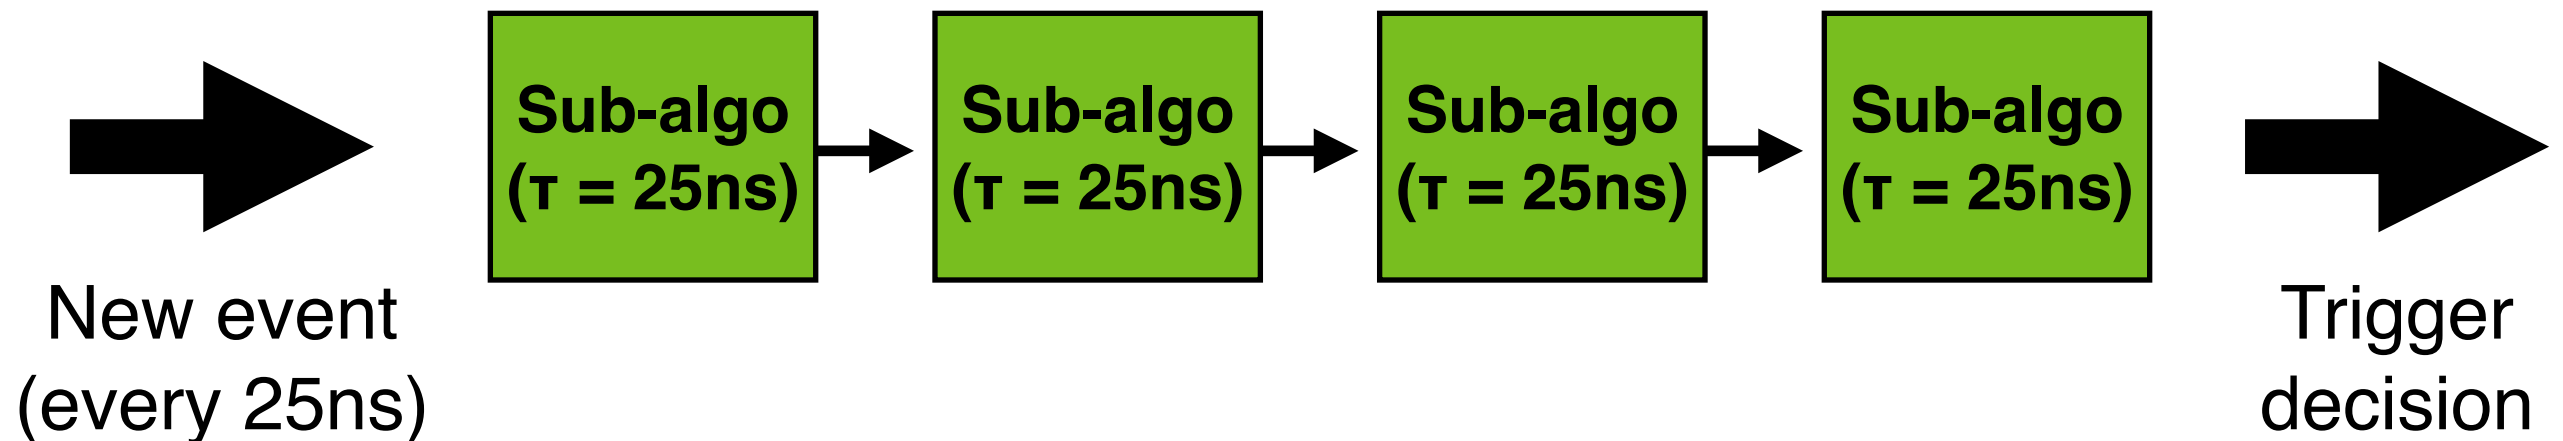 Sub-algo
(τ = 25ns)
Sub-algo
(τ = 25ns)
Sub-algo
(τ = 25ns)
Sub-algo
(τ = 25ns)
New event
(every 25ns)
Trigger
decision